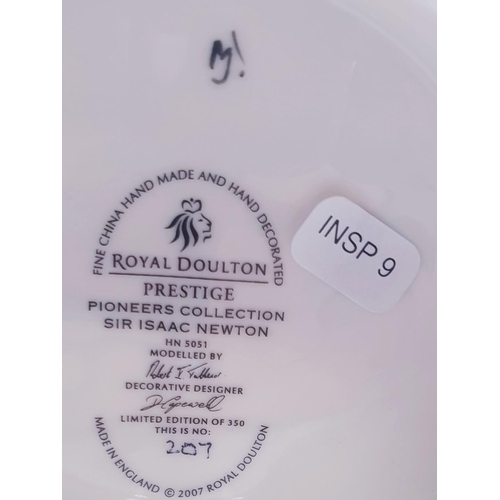 INSP 9
FINE CHINA HAND MADE AND HAND DECORATED
ROYAL DOULTON
PRESTIGE
PIONEERS COLLECTION
SIR ISAAC NEWTON
HN 5051
MODELLED BY
DECORATIVE DESIGNER
LIMITED EDITION OF 350
THIS IS NO:
207
MADE IN ENGLAND © 2007 ROYAL DOULTON